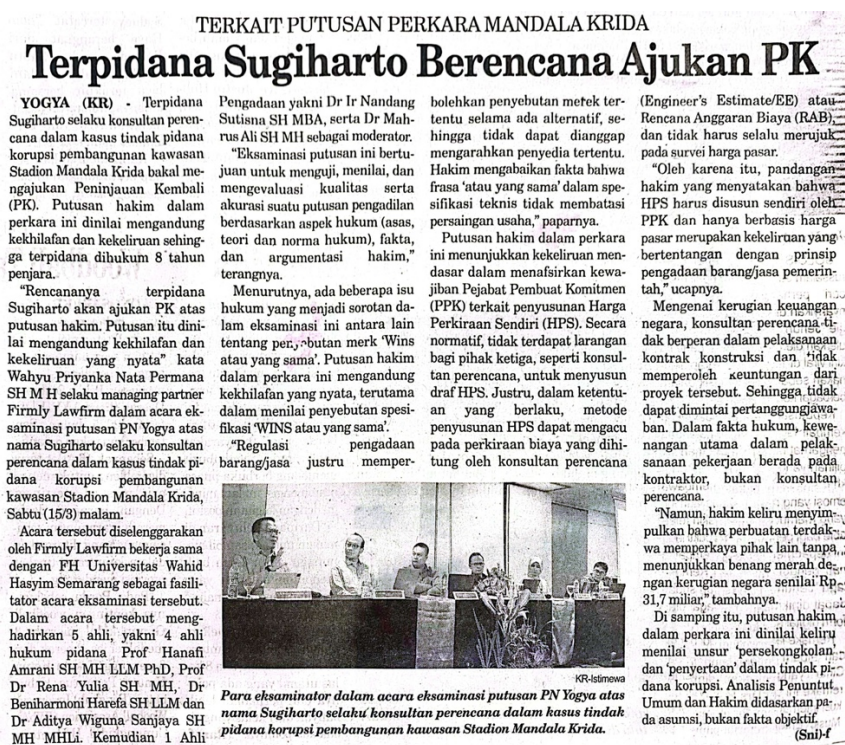 TERKAIT PUTUSAN PERKARA MANDALA KRIDA
Terpidana Sugiharto Berencana Ajukan PK
YOGYA (KR) - Terpidana
Sugiharto selaku konsultan peren-
cana dalam kasus tindak pidana
korupsi pembangunan kawasan
Stadion Mandala Krida bakal me-
ngajukan Peninjauan Kembali
(PK). Putusan hakim dalam
perkara ini dinilai mengandung
kekhilafan dan kekeliruan sehing-
ga terpidana dihukum 8 tahun
penjara.
"Rencananya terpidana
Sugiharto akan ajukan PK atas
putusan hakim. Putusan itu dini-
lai mengandung kekhilafan dan
kekeliruan yang nyata" kata
Wahyu Priyanka Nata Permana
SH M H selaku managing partner
Firmly Lawfirm dalam acara ek-
saminasi putusan PN Yogya atas
nama Sugiharto selaku konsultan
perencana dalam kasus tindak pi-
dana korupsi pembangunan
kawasan Stadion Mandala Krida,
Sabtu (15/3) malam.
Acara tersebut diselenggarakan
oleh Firmly Lawfirm bekerja sama
dengan FH Universitas Wahid
Hasyim Semarang sebagai fasili-
tator acara eksaminasi tersebut.
Dalam acara tersebut meng-
hadirkan 5 ahli, yakni 4 ahli
hukum pidana Prof Hanafi
Amrani SH MH LLM PhD, Prof
Dr Rena Yulia SH MH, Dr
Beniharmoni Harefa SH LLM dan
Dr Aditya Wiguna Sanjaya SH
MH MHLi. Kemudian 1 Ahli
Pengadaan yakni Dr Ir Nandang
Sutisna SH MBA, serta Dr Mah-
rus Ali SH MH sebagai moderator.
"Eksaminasi putusan ini bertu-
juan untuk menguji, menilai, dan
mengevaluasi kualitas serta
akurasi suatu putusan pengadilan
berdasarkan aspek hukum (asas,
teori dan norma hukum), fakta,
dan argumentasi hakim,"
terangnya.
Menurutnya, ada beberapa isu
hukum yang menjadi sorotan da-
lam eksaminasi ini antara lain
tentang penyebutan merk 'Wins
atau yang sama'. Putusan hakim
dalam perkara ini mengandung
kekhilafan yang nyata, terutama
dalam menilai penyebutan spesi-
fikasi 'WINS atau yang sama'.
"Regulasi pengadaan
barang/jasa justru memper-
bolehkan penyebutan merek ter-
tentu selama ada alternatif, se-
hingga tidak dapat dianggap
mengarahkan penyedia tertentu.
Hakim mengabaikan fakta bahwa
frasa 'atau yang sama' dalam spe-
sifikasi teknis tidak membatasi
persaingan usaha," paparnya.
Putusan hakim dalam perkara
ini menunjukkan kekeliruan men-
dasar dalam menafsirkan kewa-
jiban Pejabat Pembuat Komitmen
(PPK) terkait penyusunan Harga
Perkiraan Sendiri (HPS). Secara
normatif, tidak terdapat larangan
bagi pihak ketiga, seperti konsul-
tan perencana, untuk menyusun
draf HPS. Justru, dalam ketentu-
an yang berlaku, metode
penyusunan HPS dapat mengacu
pada perkiraan biaya yang dihi-
tung oleh konsultan perencana
(Engineer's Estimate/EE) atau
Rencana Anggaran Biaya (RAB),
dan tidak harus selalu merujuk
pada survei harga pasar.
"Oleh karena itu, pandangan
hakim yang menyatakan bahwa
HPS harus disusun sendiri oleh
PPK dan hanya berbasis harga
pasar merupakan kekeliruan yang
bertentangan dengan prinsip
pengadaan barang/jasa pemerin-
tah," ucapnya.
Mengenai kerugian keuangan
negara, konsultan perencana ti-
dak berperan dalam pelaksanaan
kontrak konstruksi dan tidak
memperoleh keuntungan dari
proyek tersebut. Sehingga tidak
dapat dimintai pertanggungjawa-
ban. Dalam fakta hukum, kewe-
nangan utama dalam pelak-
sanaan pekerjaan berada pada
kontraktor, bukan konsultan
perencana.
"Namun, hakim keliru menyim-
pulkan bahwa perbuatan terdak-
wa memperkaya pihak lain tanpa
menunjukkan benang merah de-
ngan kerugian negara senilai Rp
31,7 miliar," tambahnya.
Di samping itu, putusan hakim
dalam perkara ini dinilai keliru
menilai unsur 'persekongkolan'
dan 'penyertaan' dalam tindak pi-
dana korupsi. Analisis Penuntut
Umum dan Hakim didasarkan pa-
da asumsi, bukan fakta objektif.
(Sni)-f
KR-Istimewa
Para eksaminator dalam acara eksaminasi putusan PN Yogya atas
nama Sugiharto selaku konsultan perencana dalam kasus tindak
pidana korupsi pembangunan kawasan Stadion Mandala Krida.